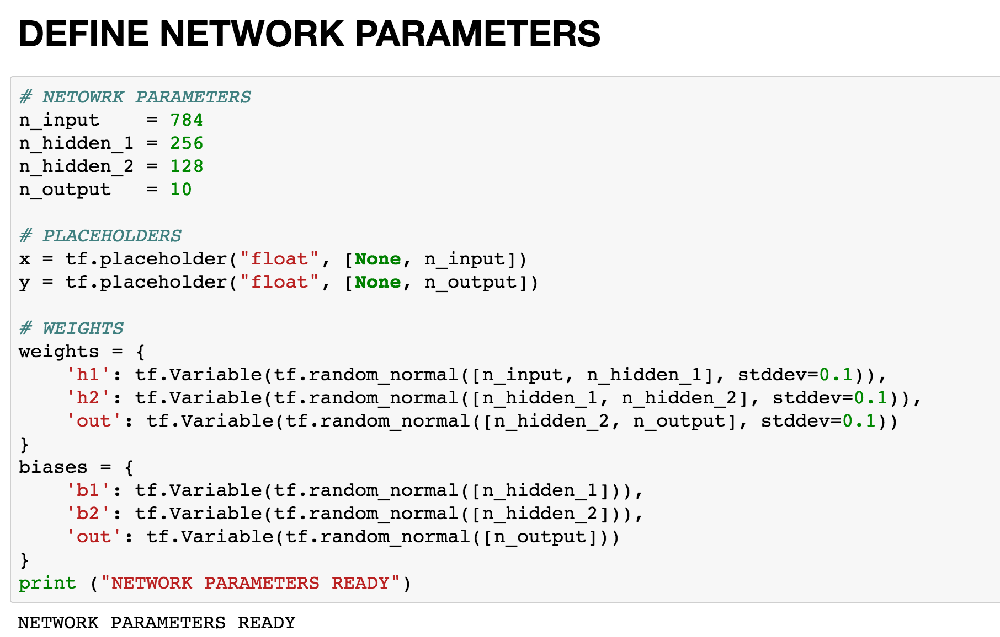 DEFINE NETWORK PARAMETERS
# NETOWRK PARAMETERS
n_input    = 784
n_hidden_1 = 256
n_hidden_2 = 128
n_output   = 10
# PLACEHOLDERS
x = tf.placeholder("float", [None, n_input])
y = tf.placeholder("float", [None, n_output])
# WEIGHTS
weights = {
    'h1': tf.Variable(tf.random_normal([n_input, n_hidden_1], stddev=0.1)),
    'h2': tf.Variable(tf.random_normal([n_hidden_1, n_hidden_2], stddev=0.1)),
    'out': tf.Variable(tf.random_normal([n_hidden_2, n_output], stddev=0.1))
}
biases = {
    'b1': tf.Variable(tf.random_normal([n_hidden_1])),
    'b2': tf.Variable(tf.random_normal([n_hidden_2])),
    'out': tf.Variable(tf.random_normal([n_output]))
}
print ("NETWORK PARAMETERS READY")
NETWORK PARAMETERS READY